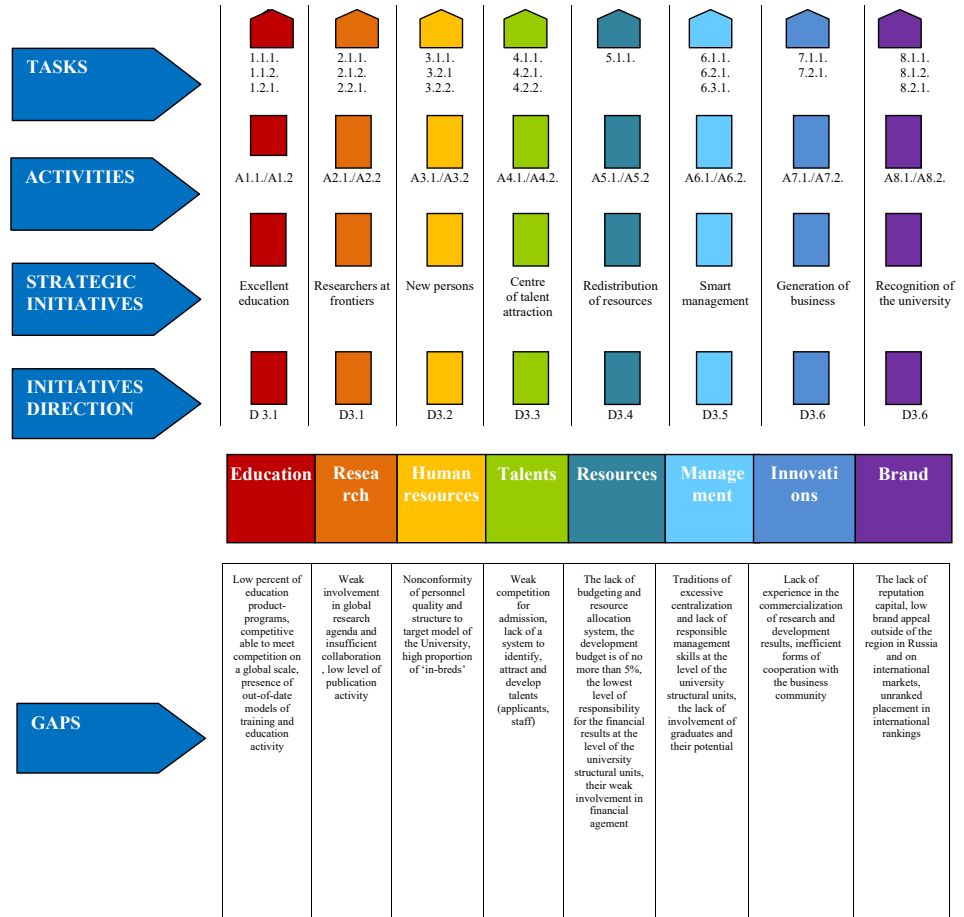 TASKS
1.1.1.
1.1.2.
1.2.1.
2.1.1.
2.1.2.
2.2.1.
3.1.1.
3.2.1
3.2.2.
4.1.1.
4.2.1.
4.2.2.
5.1.1.
6.1.1.
6.2.1.
6.3.1.
7.1.1.
7.2.1.
8.1.1.
8.1.2.
8.2.1.
ACTIVITIES
A1.1./A1.2
A2.1./A2.2
A3.1./A3.2
A4.1./A4.2.
A5.1./A5.2
A6.1./A6.2.
A7.1./A7.2.
A8.1./A8.2.
STRATEGIC
INITIATIVES
Excellent
education
Researchers at
frontiers
New persons
Centre
of talent
attraction
Redistribution
of resources
Smart
management
Generation of
business
Recognition of
the university
INITIATIVES
DIRECTION
D 3.1
D3.1
D3.2
D3.3
D3.4
D3.5
D3.6
D3.6
Education
Resea
rch
Human
resources
Talents
Resources
Manage
ment
Innovati
ons
Brand
GAPS
Low percent of
education
product-
programs,
competitive
able to meet
competition on
a global scale,
presence of
out-of-date
models of
training and
education
activity
Weak
involvement
in global
research
agenda and
insufficient
collaboration
, low level of
publication
activity
Nonconformity
of personnel
quality and
structure to
target model of
the University,
high proportion
of ‘in-breds’
Weak
competition
for
admission,
lack of a
system to
identify,
attract and
develop
talents
(applicants,
staff)
The lack of
budgeting and
resource
allocation
system, the
development
budget is of no
more than 5%,
the lowest
level of
responsibility
for the financial
results at the
level of the
university
structural units,
their weak
involvement in
financial
agement
Traditions of
excessive
centralization
and lack of
responsible
management
skills at the
level of the
university
structural units,
the lack of
involvement of
graduates and
their potential
Lack of
experience in the
commercialization
of research and
development
results, inefficient
forms of
cooperation with
the business
community
The lack of
reputation
capital, low
brand appeal
outside of the
region in Russia
and on
international
markets,
unranked
placement in
international
rankings